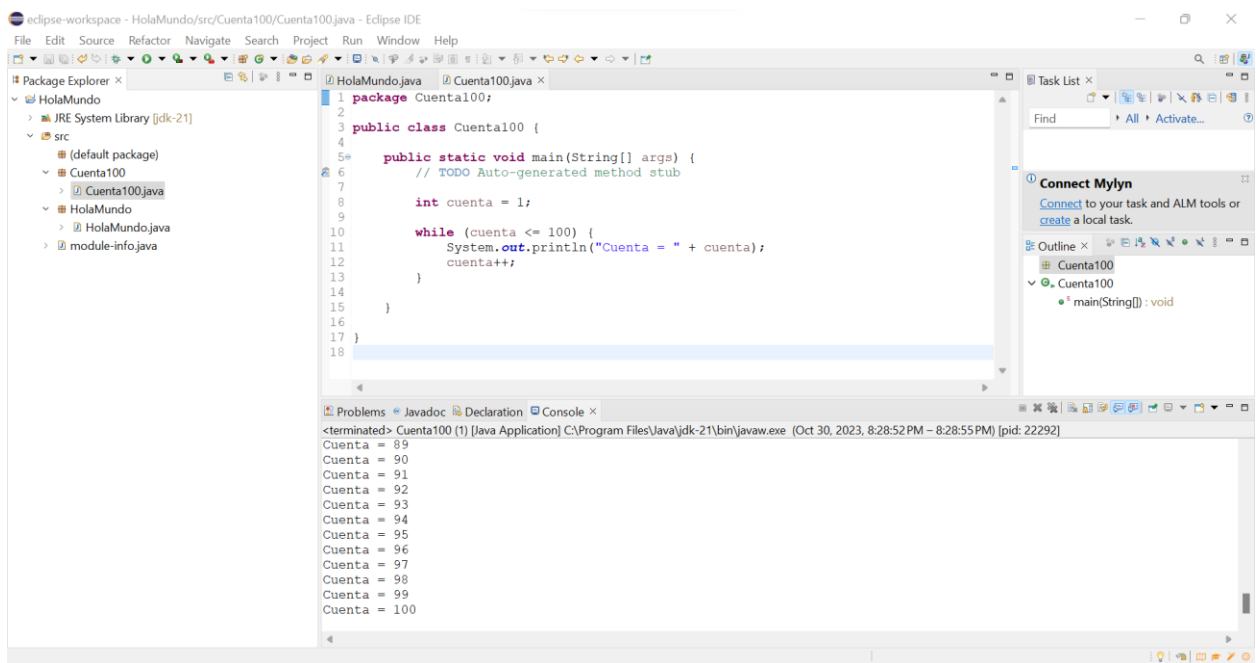 eclipse-workspace - HolaMundo/src/Cuenta100/Cuenta100.java - Eclipse IDE
File Edit Source Refactor Navigate Search Project Run Window Help
Package Explorer
HolaMundo
JRE System Library [jdk-21]
src
(default package)
Cuenta100
Cuenta100.java
HolaMundo
HolaMundo.java
module-info.java
HolaMundo.java Cuenta100.java
1 package Cuenta100;
2
3 public class Cuenta100 {
4
5 public static void main(String[] args) {
6 // TODO Auto-generated method stub
7
8 int cuenta = 1;
9
10 while (cuenta <= 100) {
11 System.out.println("Cuenta = " + cuenta);
12 cuenta++;
13 }
14
15 }
16
17 }
18
Task List
Find All Activate...
Connect Mylyn
Connect to your task and ALM tools or
create a local task.
Outline
Cuenta100
Cuenta100
main(String[]) : void
Problems Javadoc Declaration Console
<terminated> Cuenta100 (1) [Java Application] C:\Program Files\Java\jdk-21\bin\javaw.exe (Oct 30, 2023, 8:28:52 PM – 8:28:55 PM) [pid: 22292]
Cuenta = 89
Cuenta = 90
Cuenta = 91
Cuenta = 92
Cuenta = 93
Cuenta = 94
Cuenta = 95
Cuenta = 96
Cuenta = 97
Cuenta = 98
Cuenta = 99
Cuenta = 100